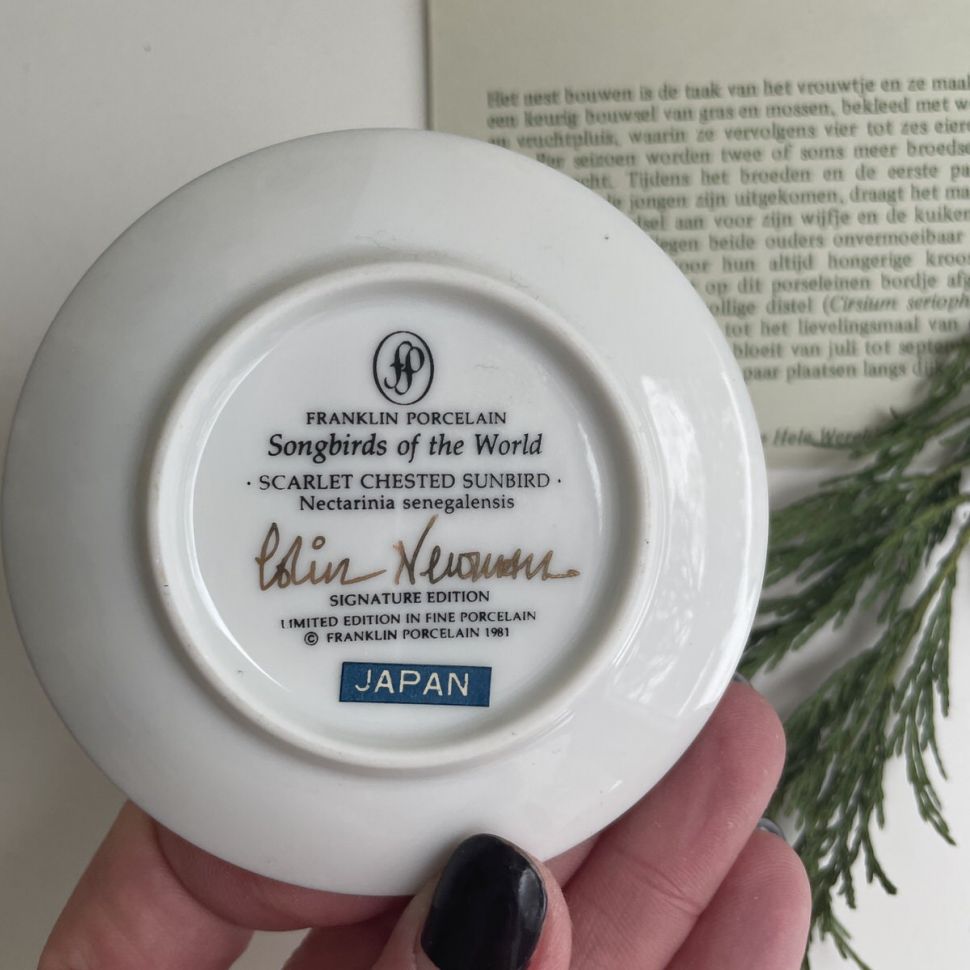 FP
FRANKLIN PORCELAIN
Songbirds of the World
· SCARLET CHESTED SUNBIRD ·
Nectarinia senegalensis
Colin Newman
SIGNATURE EDITION
LIMITED EDITION IN FINE PORCELAIN
© FRANKLIN PORCELAIN 1981
JAPAN
Het nest bouwen is de taak van het vrouwtje en ze
een keurig bouwsel van gras en mossen, bekleed met
en vruchtpluis, waarin ze vervolgens vier tot zes
Per seizoen worden twee of soms meer
Tijdens het broeden en de eerste
de jongen zijn uitgekomen, draagt het
aan voor zijn wijfje en de
beide ouders onvermoeibaar
voor hun altijd hongerige
op dit porseleinen bordje
distel (Cirsium
tot het lievelingsmaal van
bloeit van juli tot
paar plaatsen langs